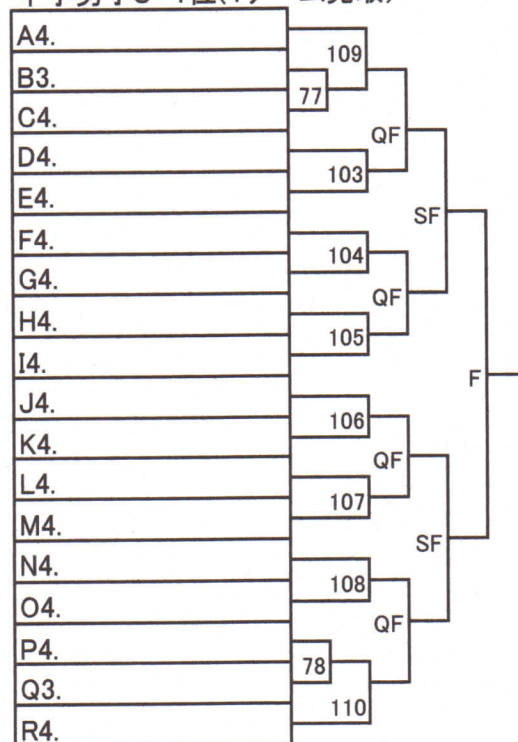 A4.
109
B3.
77
C4.
QF
D4.
103
E4.
SF
F4.
104
G4.
QF
H4.
105
I4.
F
J4.
106
K4.
QF
L4.
107
M4.
SF
N4.
108
O4.
QF
P4.
78
Q3.
110
R4.